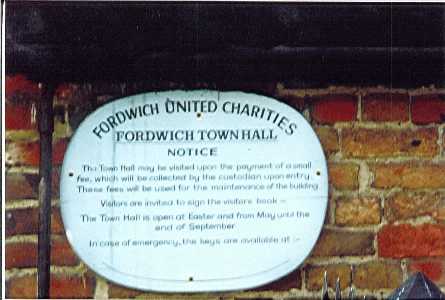 FORDWICH UNITED CHARITIES
FORDWICH TOWN HALL
NOTICE
The Town Hall may be visited upon the payment of a small
fee, which will be collected by the custodian upon entry.
These fees will be used for the maintenance of the building
Visitors are invited to sign the visitors book :-
The Town Hall is open at Easter and from May until the
end of September
In case of emergency, the keys are available at :-